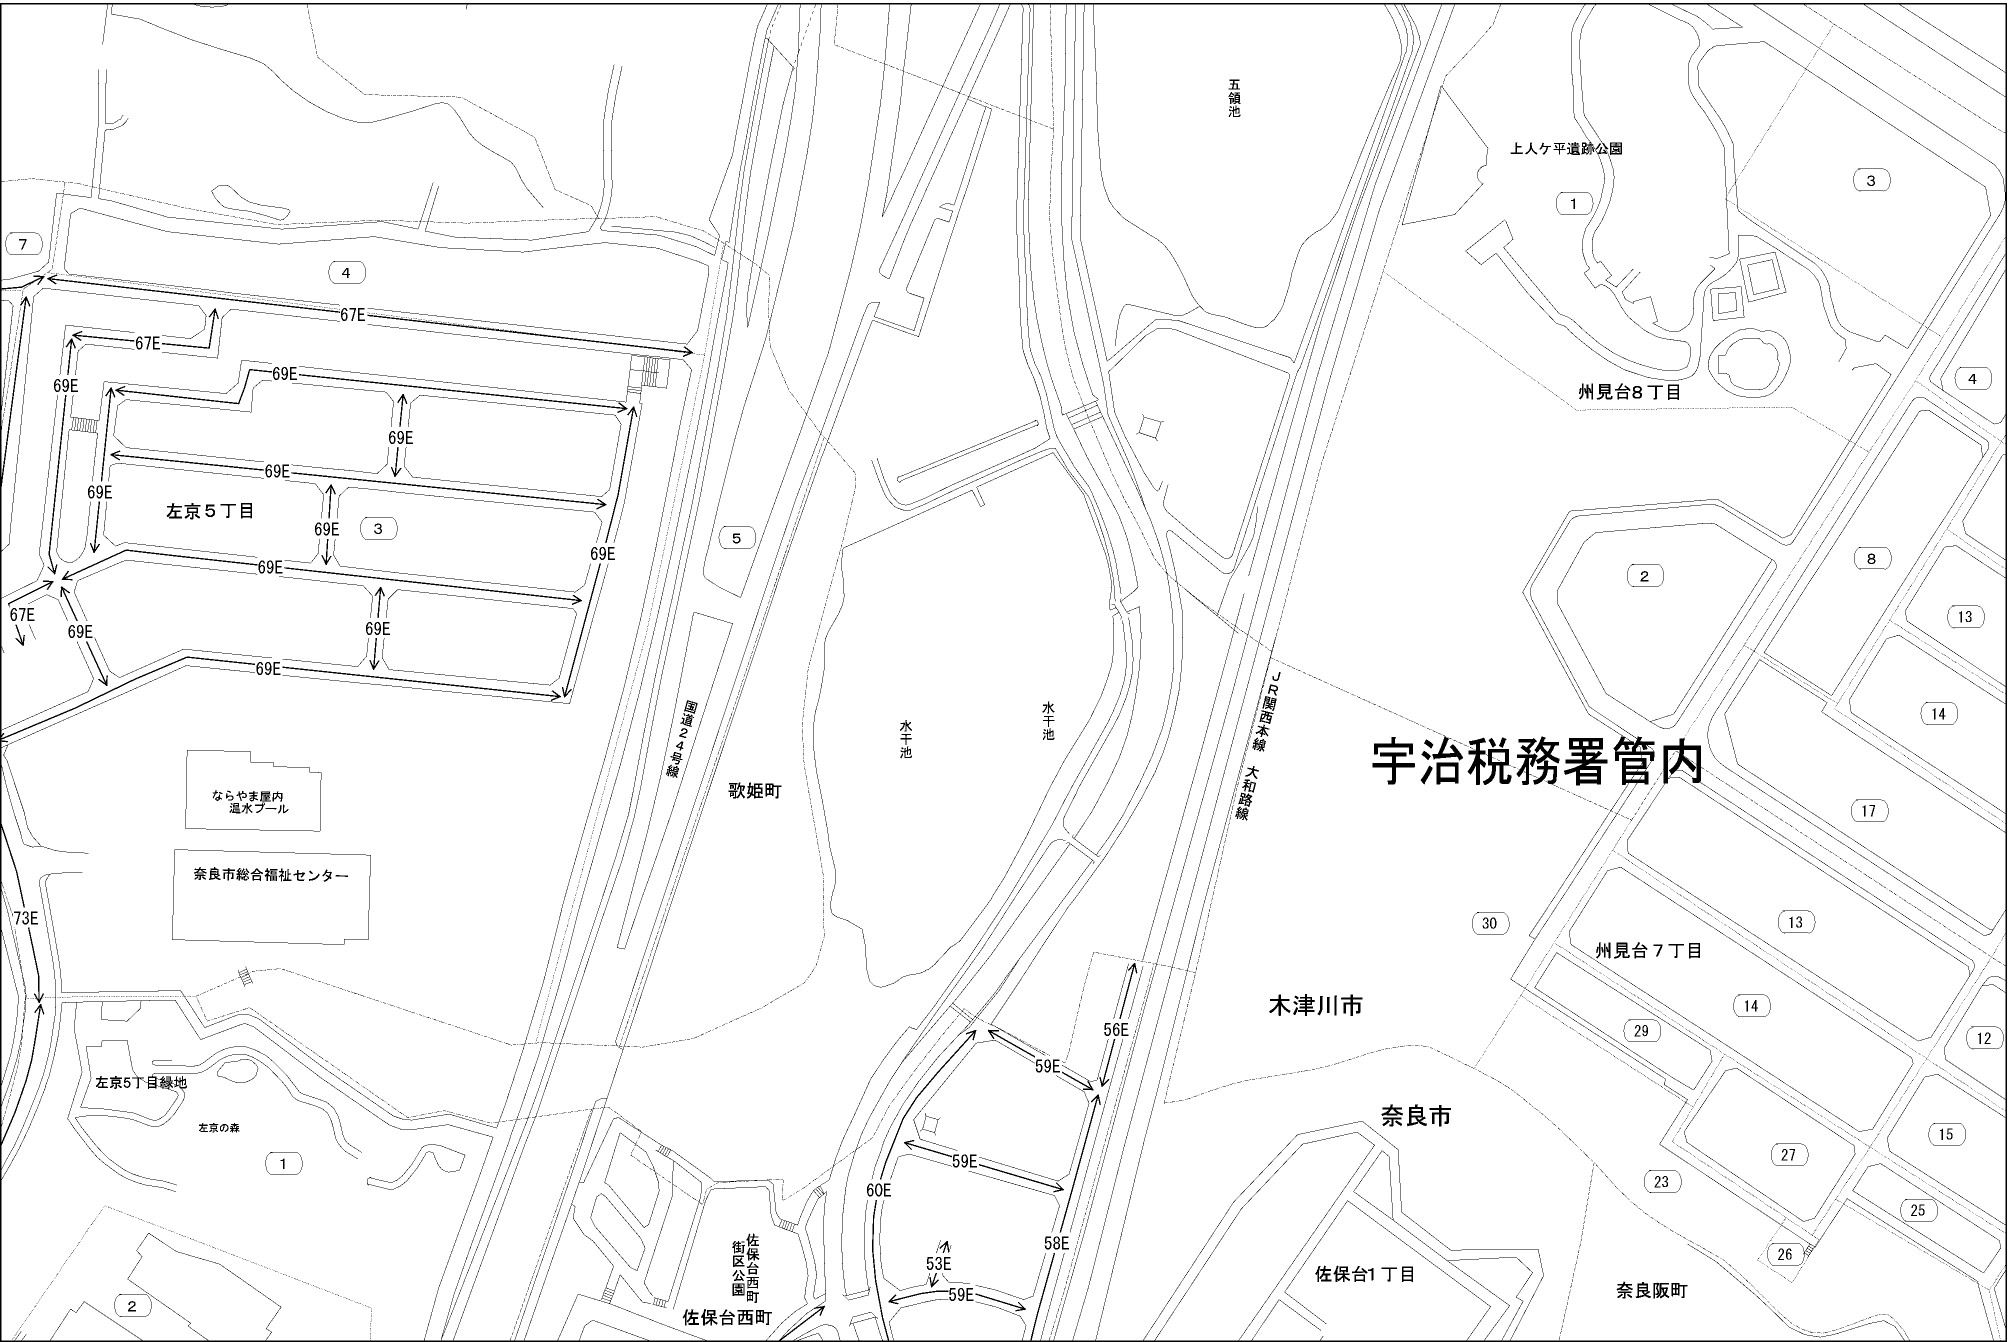 五領池
上人ケ平遺跡公園
3
1
7
4
67E
67E
69E
69E
4
州見台8丁目
69E
69E
69E
左京5丁目
3
69E
5
69E
69E
8
2
13
67E
69E
69E
69E
14
国道24号線
水干池
水干池
JR関西本線 大和路線
宇治税務署管内
歌姫町
ならやま屋内
温水プール
17
奈良市総合福祉センター
73E
30
13
州見台7丁目
木津川市
14
29
12
56E
59E
左京5丁目緑地
左京の森
奈良市
1
59E
15
27
60E
23
25
58E
26
53E
59E
佐保台西町
街区公園
佐保台1丁目
奈良阪町
2
佐保台西町